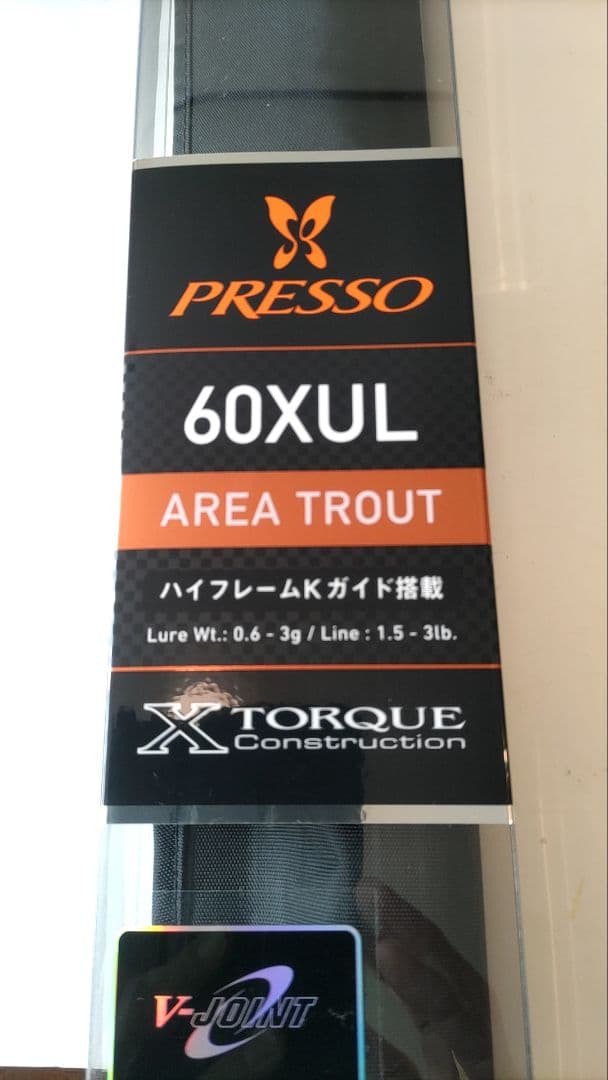 PRESSO
60XUL
AREA TROUT
ハイフレームKガイド搭載
Lure Wt.: 0.6 - 3g / Line : 1.5 - 3lb.
X TORQUE
Construction
V-JOINT